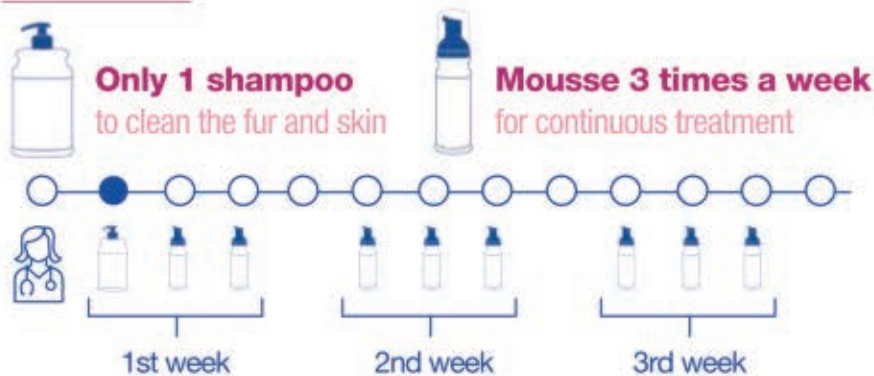 Only 1 shampoo
to clean the fur and skin
Mousse 3 times a week
for continuous treatment
1st week
2nd week
3rd week